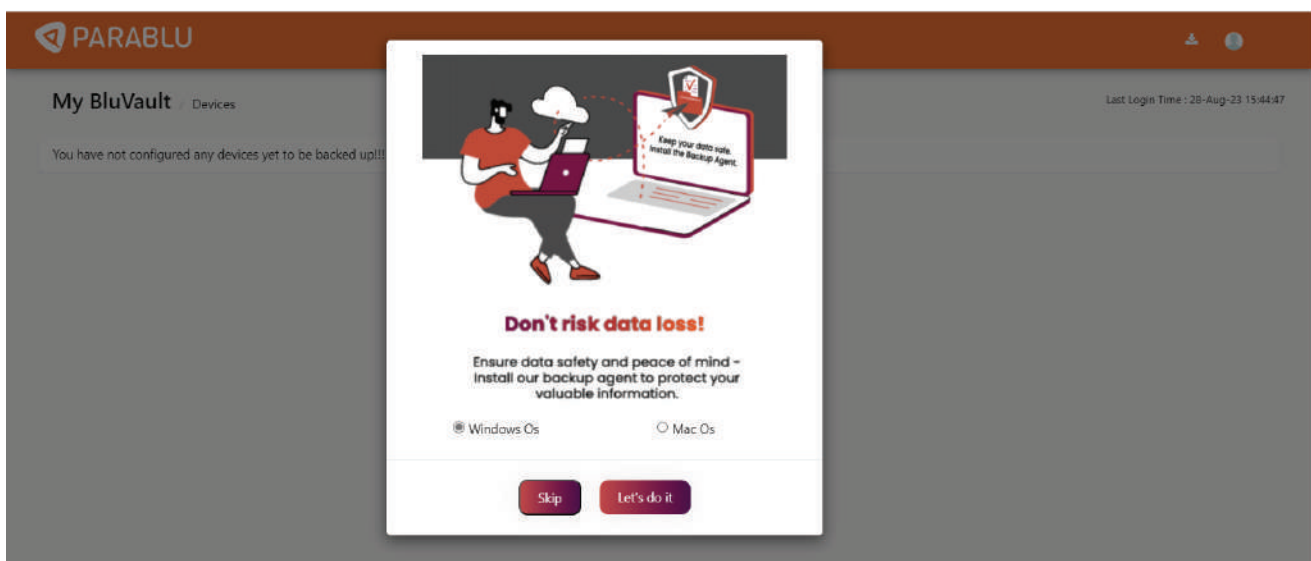 PARABLU
My BluVault / Devices
Last Login Time : 28-Aug-23 15:44:47
You have not configured any devices yet to be backed up!!!
Keep your data safe.
Install the Backup Agent.
Don't risk data loss!
Ensure data safety and peace of mind -
Install our backup agent to protect your
valuable information.
Windows Os
Mac Os
Skip
Let's do it